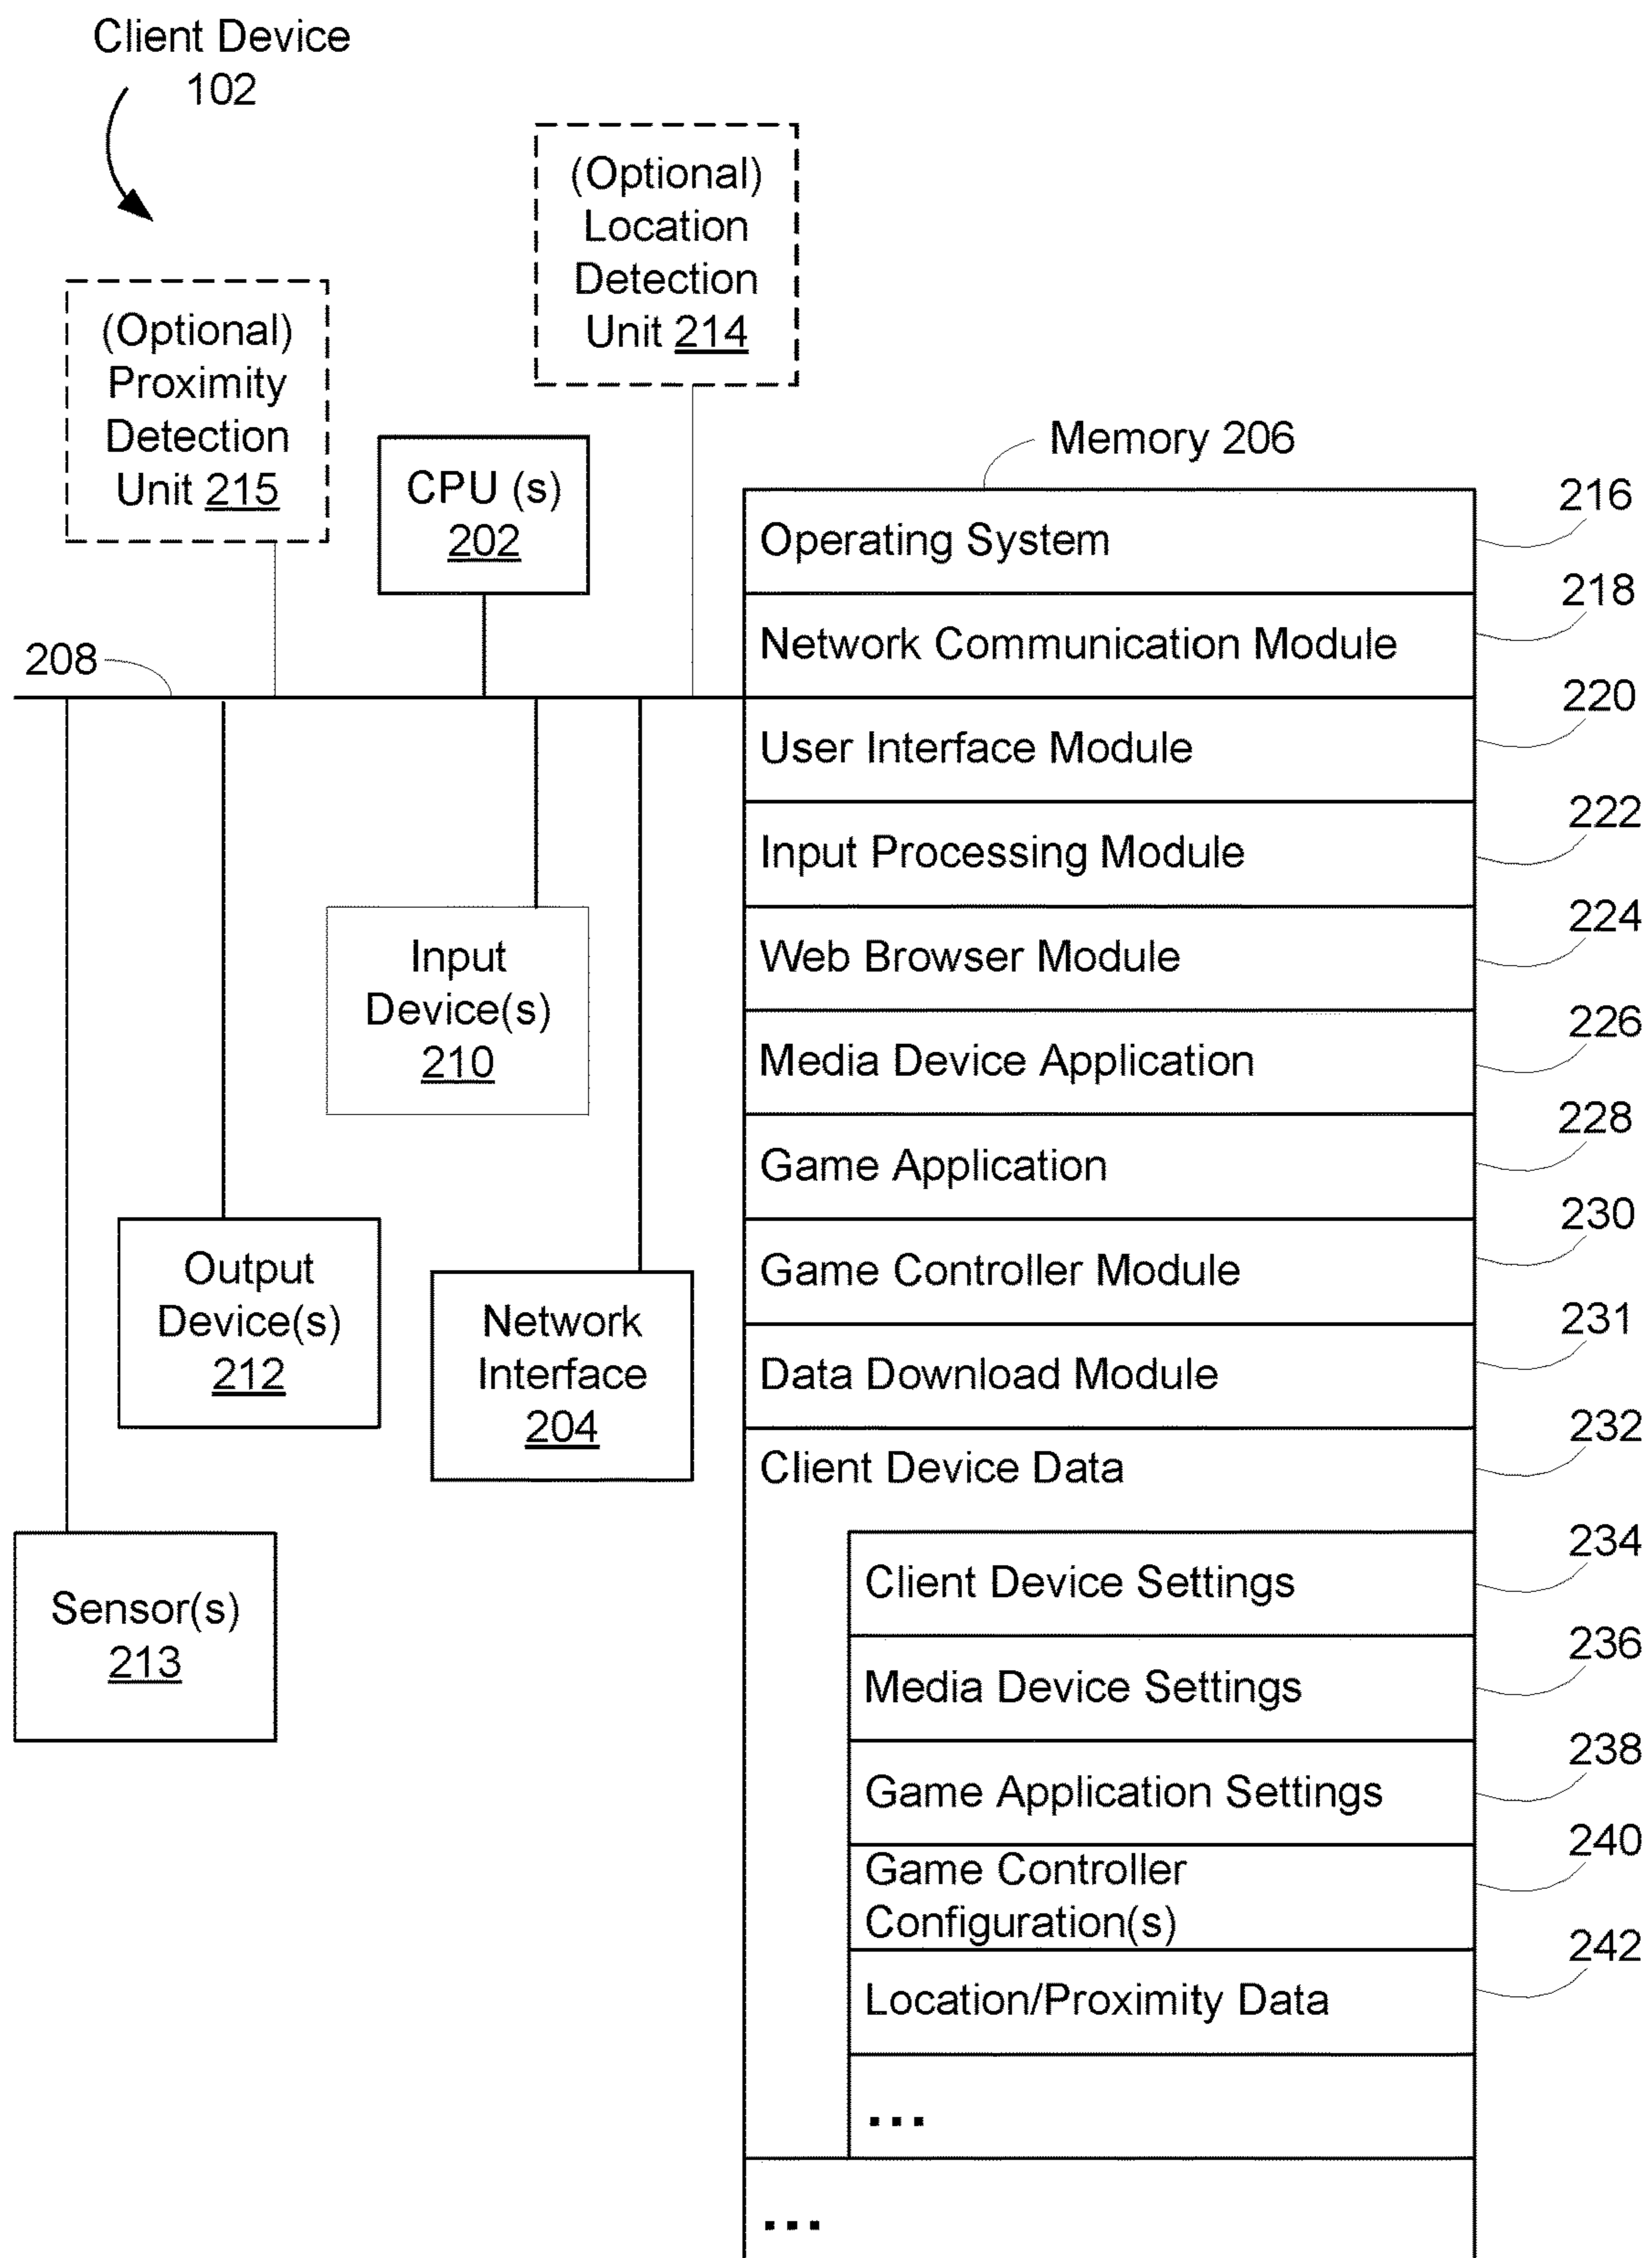 Client Device
102
(Optional)
Location
Detection
Unit 214
(Optional)
Proximity
Detection
Unit 215
CPU (s)
202
208
Input
Device(s)
210
Output
Device(s)
212
Network
Interface
204
Sensor(s)
213
Memory 206
Operating System
216
Network Communication Module
218
User Interface Module
220
Input Processing Module
222
Web Browser Module
224
Media Device Application
226
Game Application
228
Game Controller Module
230
Data Download Module
231
Client Device Data
232
Client Device Settings
234
Media Device Settings
236
Game Application Settings
238
Game Controller
Configuration(s)
240
Location/Proximity Data
242
...
...